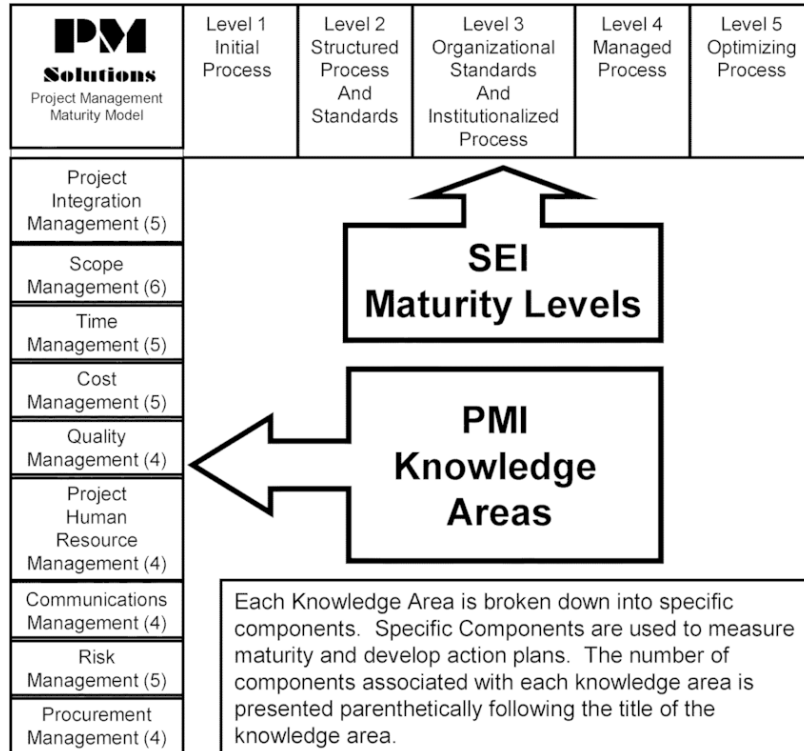 PM
Solutions
Project Management
Maturity Model
Level 1
Initial
Process
Level 2
Structured
Process
And
Standards
Level 3
Organizational
Standards
And
Institutionalized
Process
Level 4
Managed
Process
Level 5
Optimizing
Process
Project
Integration
Management (5)
Scope
Management (6)
Time
Management (5)
Cost
Management (5)
Quality
Management (4)
Project
Human
Resource
Management (4)
Communications
Management (4)
Risk
Management (5)
Procurement
Management (4)
SEI
Maturity Levels
PMI
Knowledge
Areas
Each Knowledge Area is broken down into specific
components.  Specific Components are used to measure
maturity and develop action plans.  The number of
components associated with each knowledge area is
presented parenthetically following the title of the
knowledge area.